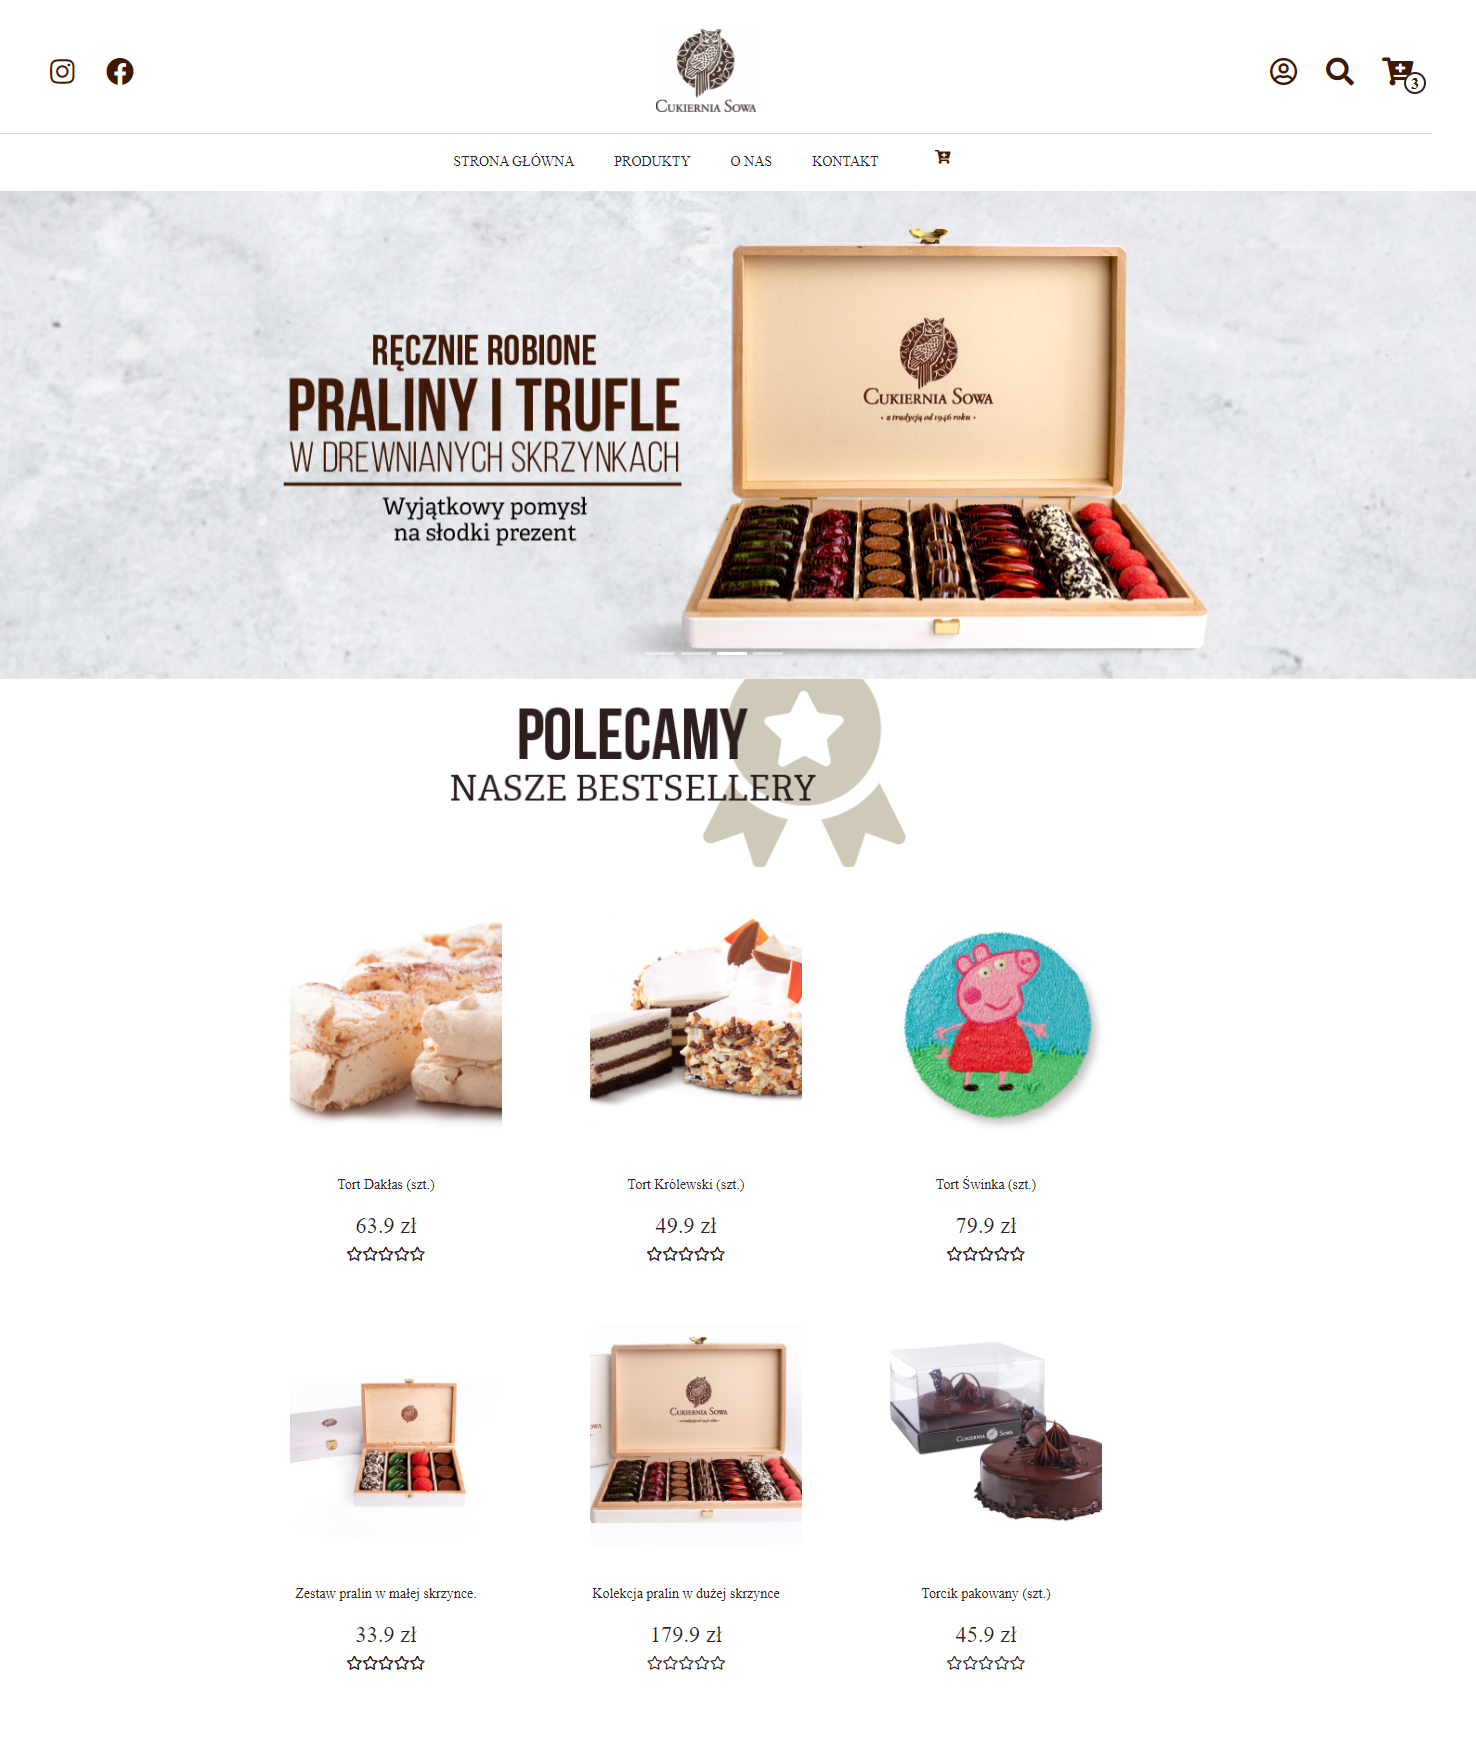 CUKIERNIA SOWA
3
STRONA GŁÓWNA PRODUKTY O NAS KONTAKT
RĘCZNIE ROBIONE
PRALINY I TRUFLE
W DREWNIANYCH SKRZYNKACH
Wyjątkowy pomysł
na słodki prezent
CUKIERNIA SOWA
• z tradycją od 1946 roku •
POLECAMY
NASZE BESTSELLERY
Tort Dakłas (szt.) Tort Królewski (szt.) Tort Świnka (szt.)
63.9 zł 49.9 zł 79.9 zł
CUKIERNIA SOWA
CUKIERNIA SOWA
Zestaw pralin w małej skrzynce. Kolekcja pralin w dużej skrzynce Torcik pakowany (szt.)
33.9 zł 179.9 zł 45.9 zł